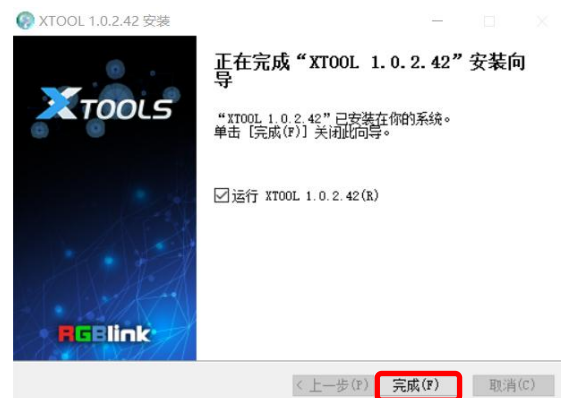 XTOOL 1.0.2.42 安装
正在完成“XTOOL 1.0.2.42”安装向
导
XTOOLS
“XTOOL 1.0.2.42”已安装在你的系统。
单击 [完成(F)] 关闭此向导。
运行 XTOOL 1.0.2.42(R)
RGBlink
< 上一步(P)
完成(F)
取消(C)